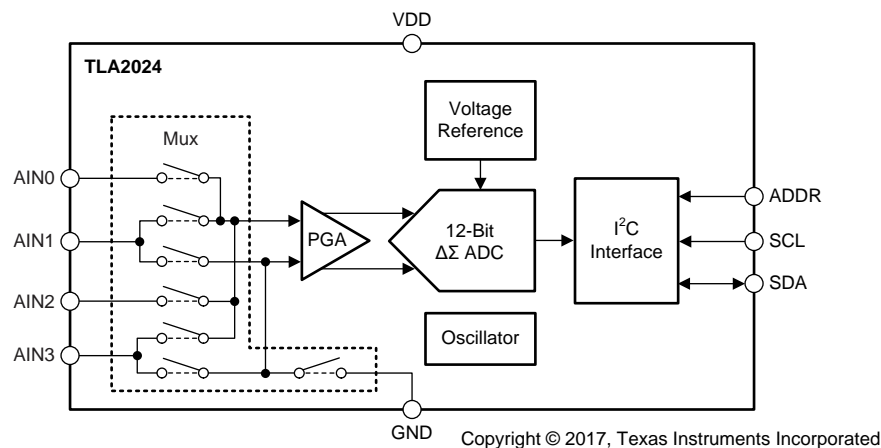 VDD
TLA2024
Voltage
Reference
Mux
AIN0
AIN1
AIN2
AIN3
PGA
12-Bit
ΔΣ ADC
I²C
Interface
ADDR
SCL
SDA
Oscillator
GND
Copyright © 2017, Texas Instruments Incorporated